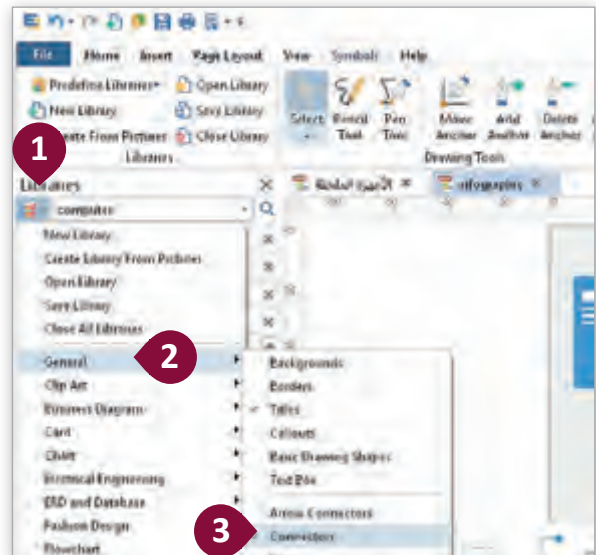 File Home Insert Page Layout View Symbols Help
Predefine Libraries Open Library
New Library Save Library
Create From Pictures Close Library
Select Pencil Tool Pen Tool Move Anchor Add Anchor Delete Anchor
Libraries Drawing Tools
1
Libraries
computer
infographic
New Library
Create Library From Pictures
Open Library
Save Library
Close All Libraries
General
2
Clip Art
Business Diagram
Card
Chart
Electrical Engineering
ERD and Database
Fashion Design
Flowchart
Backgrounds
Borders
Titles
Callouts
Basic Drawing Shapes
Text Box
Arrow Connectors
3
Connectors